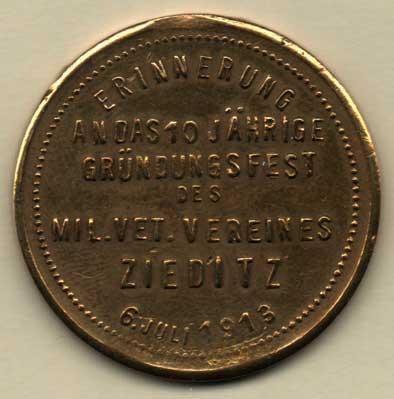 ERINNERUNG
AN DAS 10 JÄHRIGE
GRÜNDUNGSFEST
DES
MIL. VET. VEREINES
ZIEDITZ
6. JULI 1913